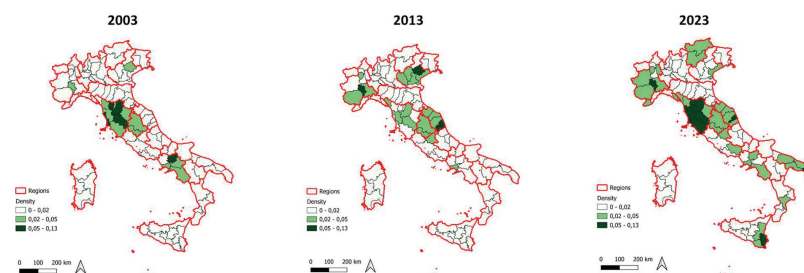 2003
2013
2023
Regions
Density
0 - 0,02
0,02 - 0,05
0,05 - 0,13
0 100 200 km
Regions
Density
0 - 0,02
0,02 - 0,05
0,05 - 0,13
0 100 200 km
Regions
Density
0 - 0,02
0,02 - 0,05
0,05 - 0,13
0 100 200 km